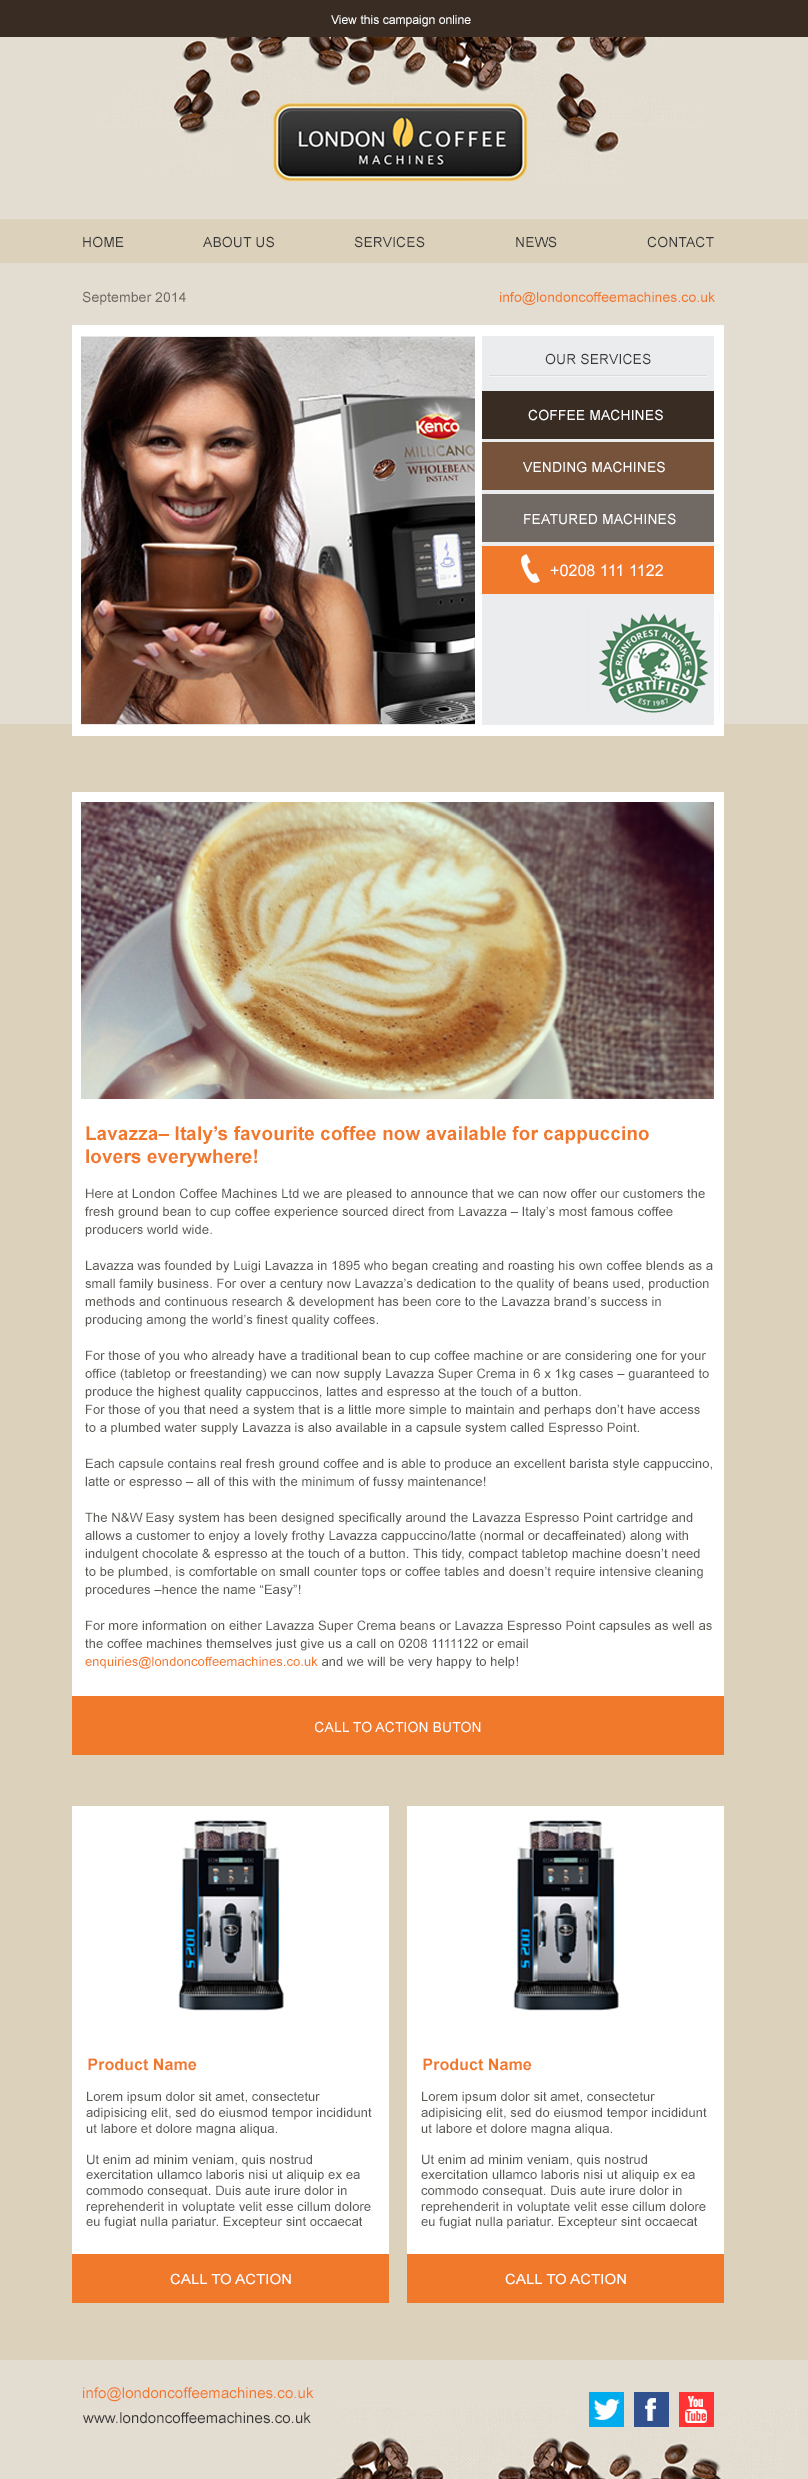 View this campaign online
LONDON COFFEE
MACHINES
HOME ABOUT US SERVICES NEWS CONTACT
September 2014 info@londoncoffeemachines.co.uk
Kenco
MILLICANO
WHOLEBEAN
INSTANT
OUR SERVICES
COFFEE MACHINES
VENDING MACHINES
FEATURED MACHINES
+0208 111 1122
RAINFOREST ALLIANCE
CERTIFIED
EST 1987
Lavazza– Italy’s favourite coffee now available for cappuccino
lovers everywhere!
Here at London Coffee Machines Ltd we are pleased to announce that we can now offer our customers the
fresh ground bean to cup coffee experience sourced direct from Lavazza – Italy’s most famous coffee
producers world wide.
Lavazza was founded by Luigi Lavazza in 1895 who began creating and roasting his own coffee blends as a
small family business. For over a century now Lavazza’s dedication to the quality of beans used, production
methods and continuous research & development has been core to the Lavazza brand’s success in
producing among the world’s finest quality coffees.
For those of you who already have a traditional bean to cup coffee machine or are considering one for your
office (tabletop or freestanding) we can now supply Lavazza Super Crema in 6 x 1kg cases – guaranteed to
produce the highest quality cappuccinos, lattes and espresso at the touch of a button.
For those of you that need a system that is a little more simple to maintain and perhaps don’t have access
to a plumbed water supply Lavazza is also available in a capsule system called Espresso Point.
Each capsule contains real fresh ground coffee and is able to produce an excellent barista style cappuccino,
latte or espresso – all of this with the minimum of fussy maintenance!
The N&W Easy system has been designed specifically around the Lavazza Espresso Point cartridge and
allows a customer to enjoy a lovely frothy Lavazza cappuccino/latte (normal or decaffeinated) along with
indulgent chocolate & espresso at the touch of a button. This tidy, compact tabletop machine doesn’t need
to be plumbed, is comfortable on small counter tops or coffee tables and doesn’t require intensive cleaning
procedures –hence the name “Easy”!
For more information on either Lavazza Super Crema beans or Lavazza Espresso Point capsules as well as
the coffee machines themselves just give us a call on 0208 1111122 or email
enquiries@londoncoffeemachines.co.uk and we will be very happy to help!
CALL TO ACTION BUTON
S 200
Product Name
Lorem ipsum dolor sit amet, consectetur
adipisicing elit, sed do eiusmod tempor incididunt
ut labore et dolore magna aliqua.
Ut enim ad minim veniam, quis nostrud
exercitation ullamco laboris nisi ut aliquip ex ea
commodo consequat. Duis aute irure dolor in
reprehenderit in voluptate velit esse cillum dolore
eu fugiat nulla pariatur. Excepteur sint occaecat
CALL TO ACTION
S 200
Product Name
Lorem ipsum dolor sit amet, consectetur
adipisicing elit, sed do eiusmod tempor incididunt
ut labore et dolore magna aliqua.
Ut enim ad minim veniam, quis nostrud
exercitation ullamco laboris nisi ut aliquip ex ea
commodo consequat. Duis aute irure dolor in
reprehenderit in voluptate velit esse cillum dolore
eu fugiat nulla pariatur. Excepteur sint occaecat
CALL TO ACTION
info@londoncoffeemachines.co.uk
www.londoncoffeemachines.co.uk
f
You
Tube